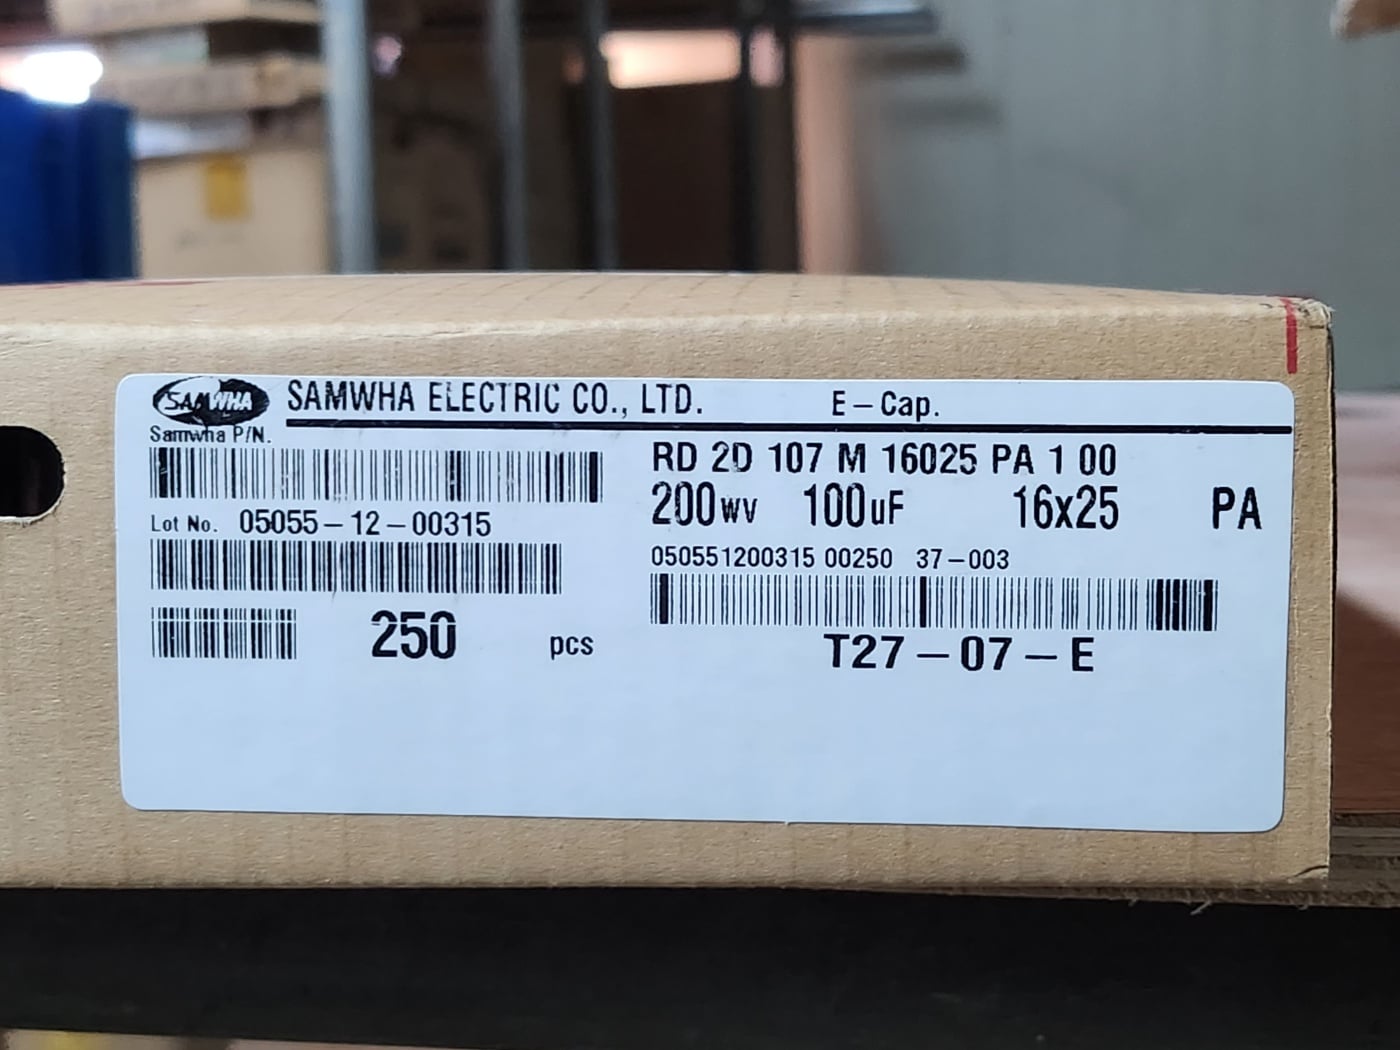 SAMWHA SAMWHA ELECTRIC CO., LTD. E-Cap.
Samwha P/N.
RD 2D 107 M 16025 PA 1 00
200WV 100uF 16x25 PA
Lot No. 05055-12-00315
050551200315 00250 37-003
250 pcs
T27-07-E